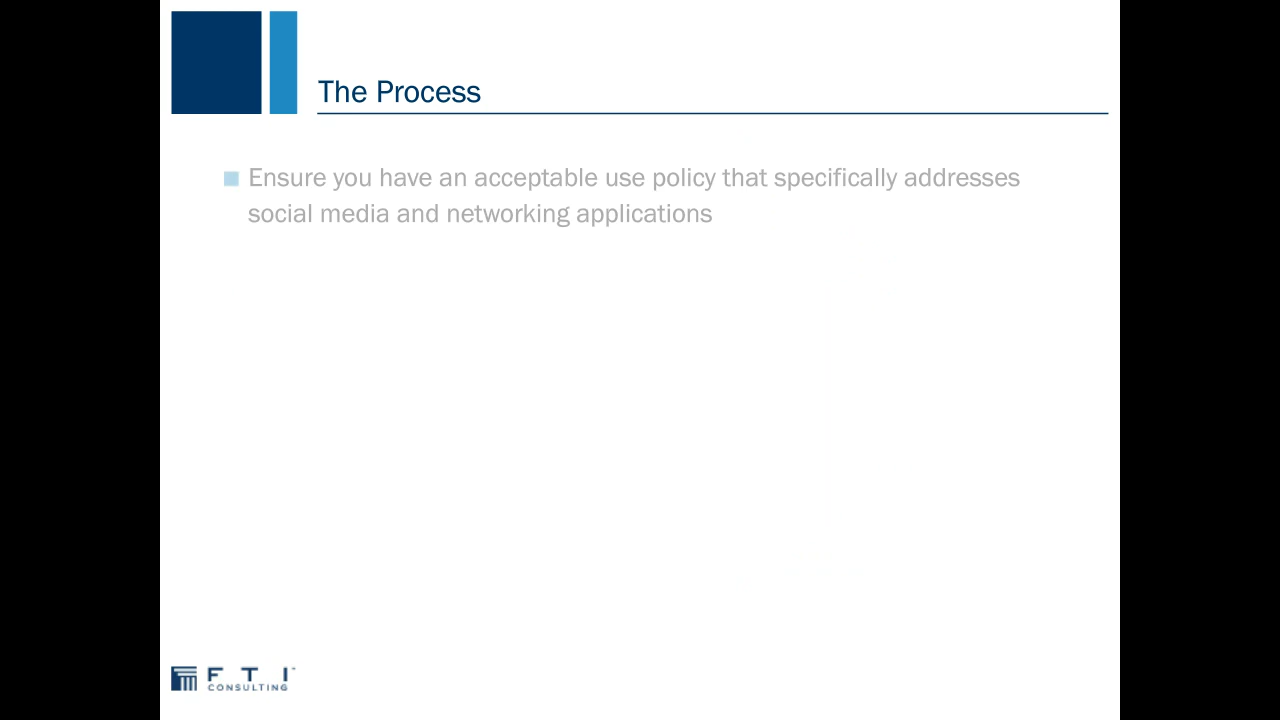 The Process
Ensure you have an acceptable use policy that specifically addresses
social media and networking applications
F T I
CONSULTING